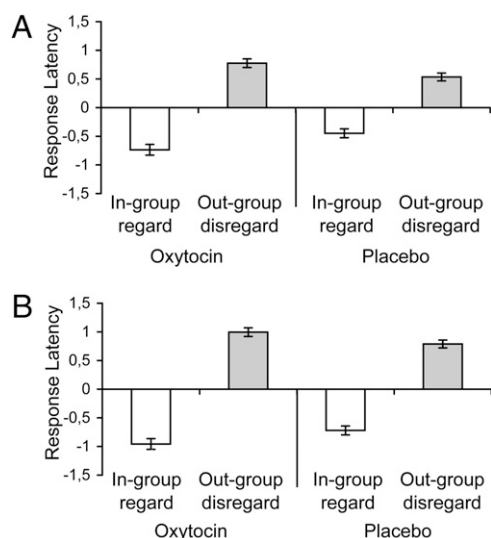 A
Response Latency
1,5
1
0,5
0
-0,5
-1
-1,5
In-group
regard
Out-group
disregard
In-group
regard
Out-group
disregard
Oxytocin
Placebo
B
Response Latency
1,5
1
0,5
0
-0,5
-1
-1,5
In-group
regard
Out-group
disregard
In-group
regard
Out-group
disregard
Oxytocin
Placebo